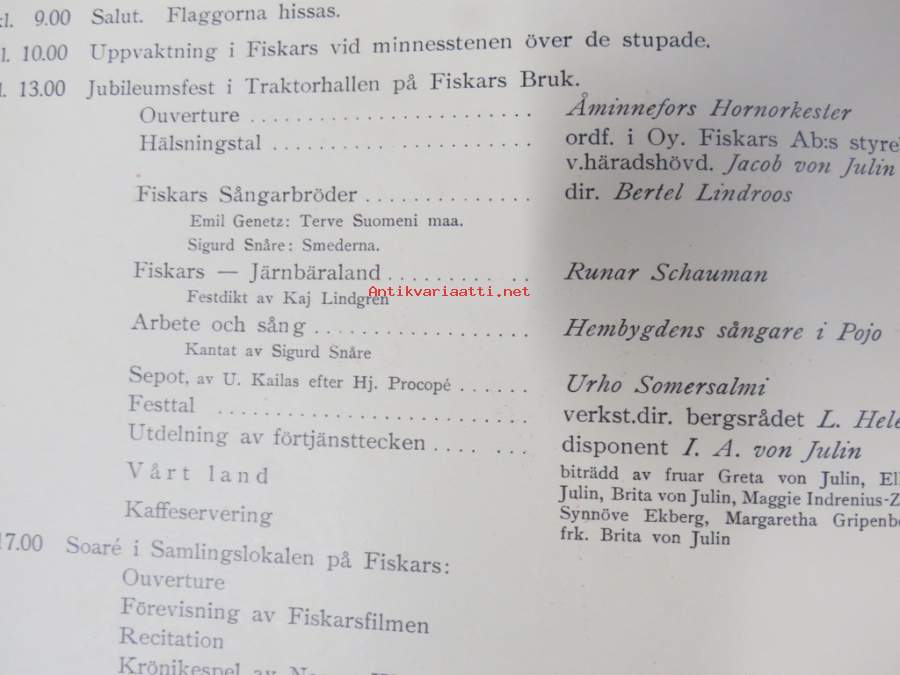 kl. 9.00 Salut. Flaggorna hissas.
kl. 10.00 Uppvaktning i Fiskars vid minnesstenen över de stupade.
kl. 13.00 Jubileumsfest i Traktorhallen på Fiskars Bruk.
Ouverture .......................... Åminnefors Hornorkester
Hälsningstal ........................ ordf. i Oy. Fiskars Ab:s
v.häradshövd. Jacob von Julin
Fiskars Sångarbröder ............... dir. Bertel Lindroos
Emil Genetz: Terve Suomeni maa.
Sigurd Snåre: Smederna.
Fiskars — Järnbäraland ........ .. Runar Schauman
Antikvariaatti.net
Festdikt av Kaj Lindgren
Arbete och sång ................... Hembygdens sångare i Pojo
Kantat av Sigurd Snåre
Sepot, av U. Kailas efter Hj. Procopé ...... Urho Somersalmi
Festtal ........................... verkst.dir. bergsrådet L.
Utdelning av förtjänsttecken .... ... disponent I. A. von Julin
Vårt land
biträdd av fruar Greta von Julin,
Julin, Brita von Julin, Maggie
Kaffeservering
Synnöve Ekberg, Margaretha
frk. Brita von Julin
17.00 Soaré i Samlingslokalen på Fiskars:
Ouverture
Förevisning av Fiskarsfilmen
Recitation
Krönikespel av